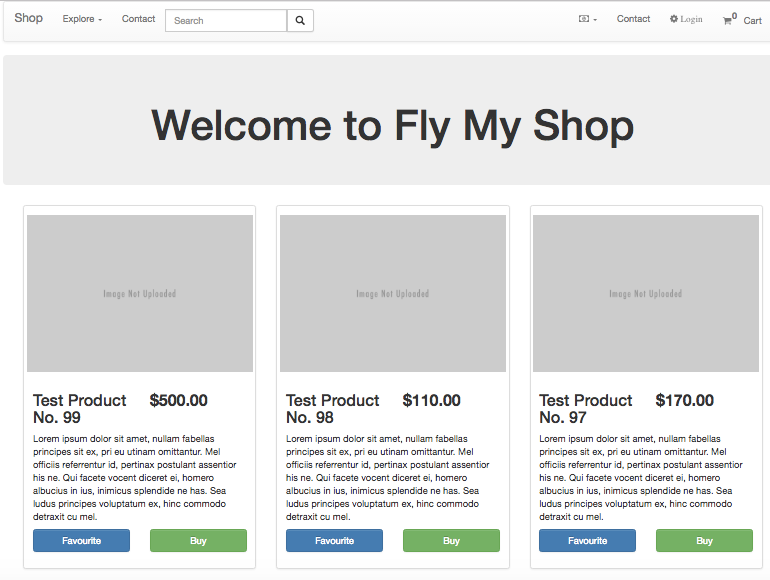 Shop Explore Contact Search Contact Login 0 Cart
Welcome to Fly My Shop
Image Not Uploaded
Test Product $500.00
No. 99
Lorem ipsum dolor sit amet, nullam fabellas
principes sit ex, pri eu utinam omittantur. Mel
officiis referrentur id, pertinax postulant assentior
his ne. Qui facete vocent diceret ei, homero
albucius in ius, inimicus splendide ne has. Sea
ludus principes voluptatum ex, hinc commodo
detraxit cu mel.
Favourite Buy
Image Not Uploaded
Test Product $110.00
No. 98
Lorem ipsum dolor sit amet, nullam fabellas
principes sit ex, pri eu utinam omittantur. Mel
officiis referrentur id, pertinax postulant assentior
his ne. Qui facete vocent diceret ei, homero
albucius in ius, inimicus splendide ne has. Sea
ludus principes voluptatum ex, hinc commodo
detraxit cu mel.
Favourite Buy
Image Not Uploaded
Test Product $170.00
No. 97
Lorem ipsum dolor sit amet, nullam fabellas
principes sit ex, pri eu utinam omittantur. Mel
officiis referrentur id, pertinax postulant assentior
his ne. Qui facete vocent diceret ei, homero
albucius in ius, inimicus splendide ne has. Sea
ludus principes voluptatum ex, hinc commodo
detraxit cu mel.
Favourite Buy